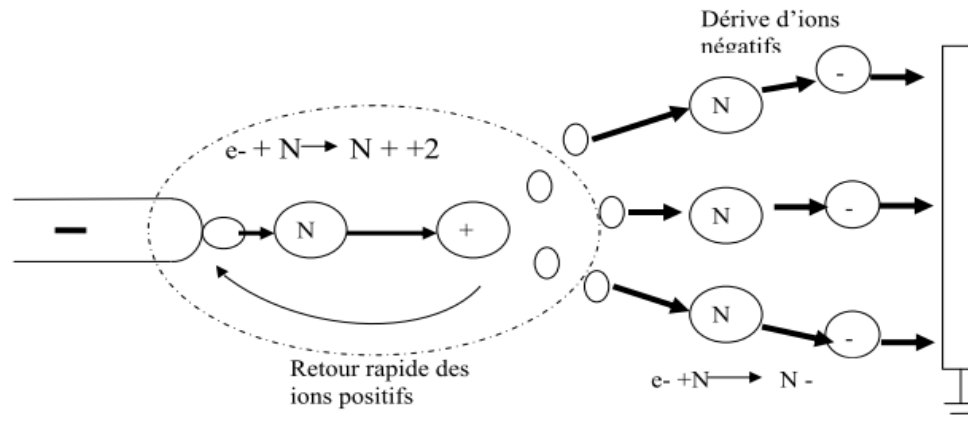 Dérive d'ions
négatifs
-
N
e- + N → N + +2
-
N
+
N
-
N
-
Retour rapide des
ions positifs
e- +N → N -
-